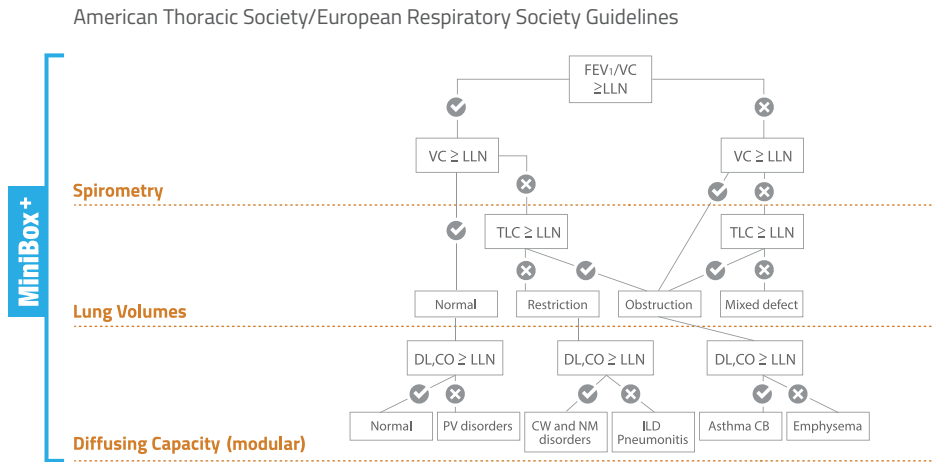 American Thoracic Society/European Respiratory Society Guidelines
FEV1/VC
≥LLN
VC ≥ LLN
VC ≥ LLN
Spirometry
MiniBox+
TLC ≥ LLN
TLC ≥ LLN
Normal
Restriction
Obstruction
Mixed defect
Lung Volumes
DL,CO ≥ LLN
DL,CO ≥ LLN
DL,CO ≥ LLN
Normal
PV disorders
CW and NM
disorders
ILD
Pneumonitis
Asthma CB
Emphysema
Diffusing Capacity (modular)